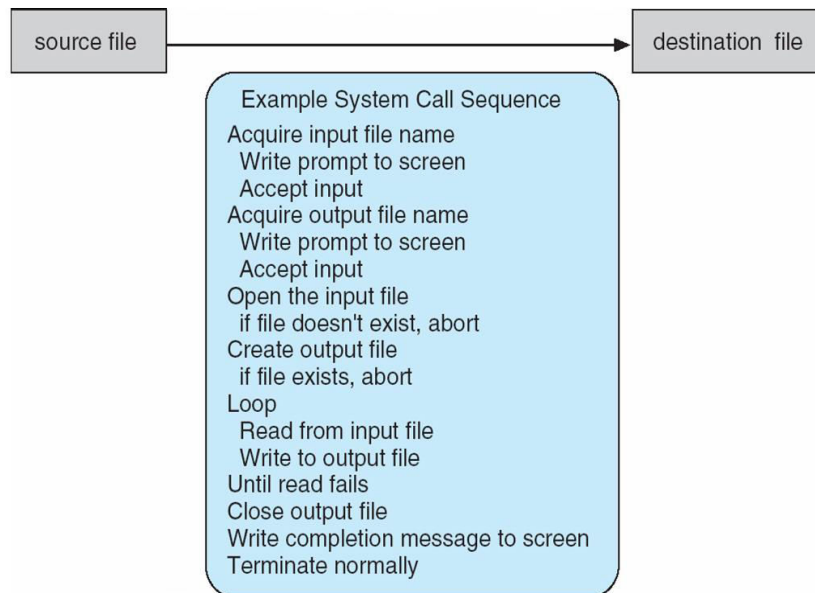 source file
destination file
Example System Call Sequence
Acquire input file name
Write prompt to screen
Accept input
Acquire output file name
Write prompt to screen
Accept input
Open the input file
if file doesn't exist, abort
Create output file
if file exists, abort
Loop
Read from input file
Write to output file
Until read fails
Close output file
Write completion message to screen
Terminate normally